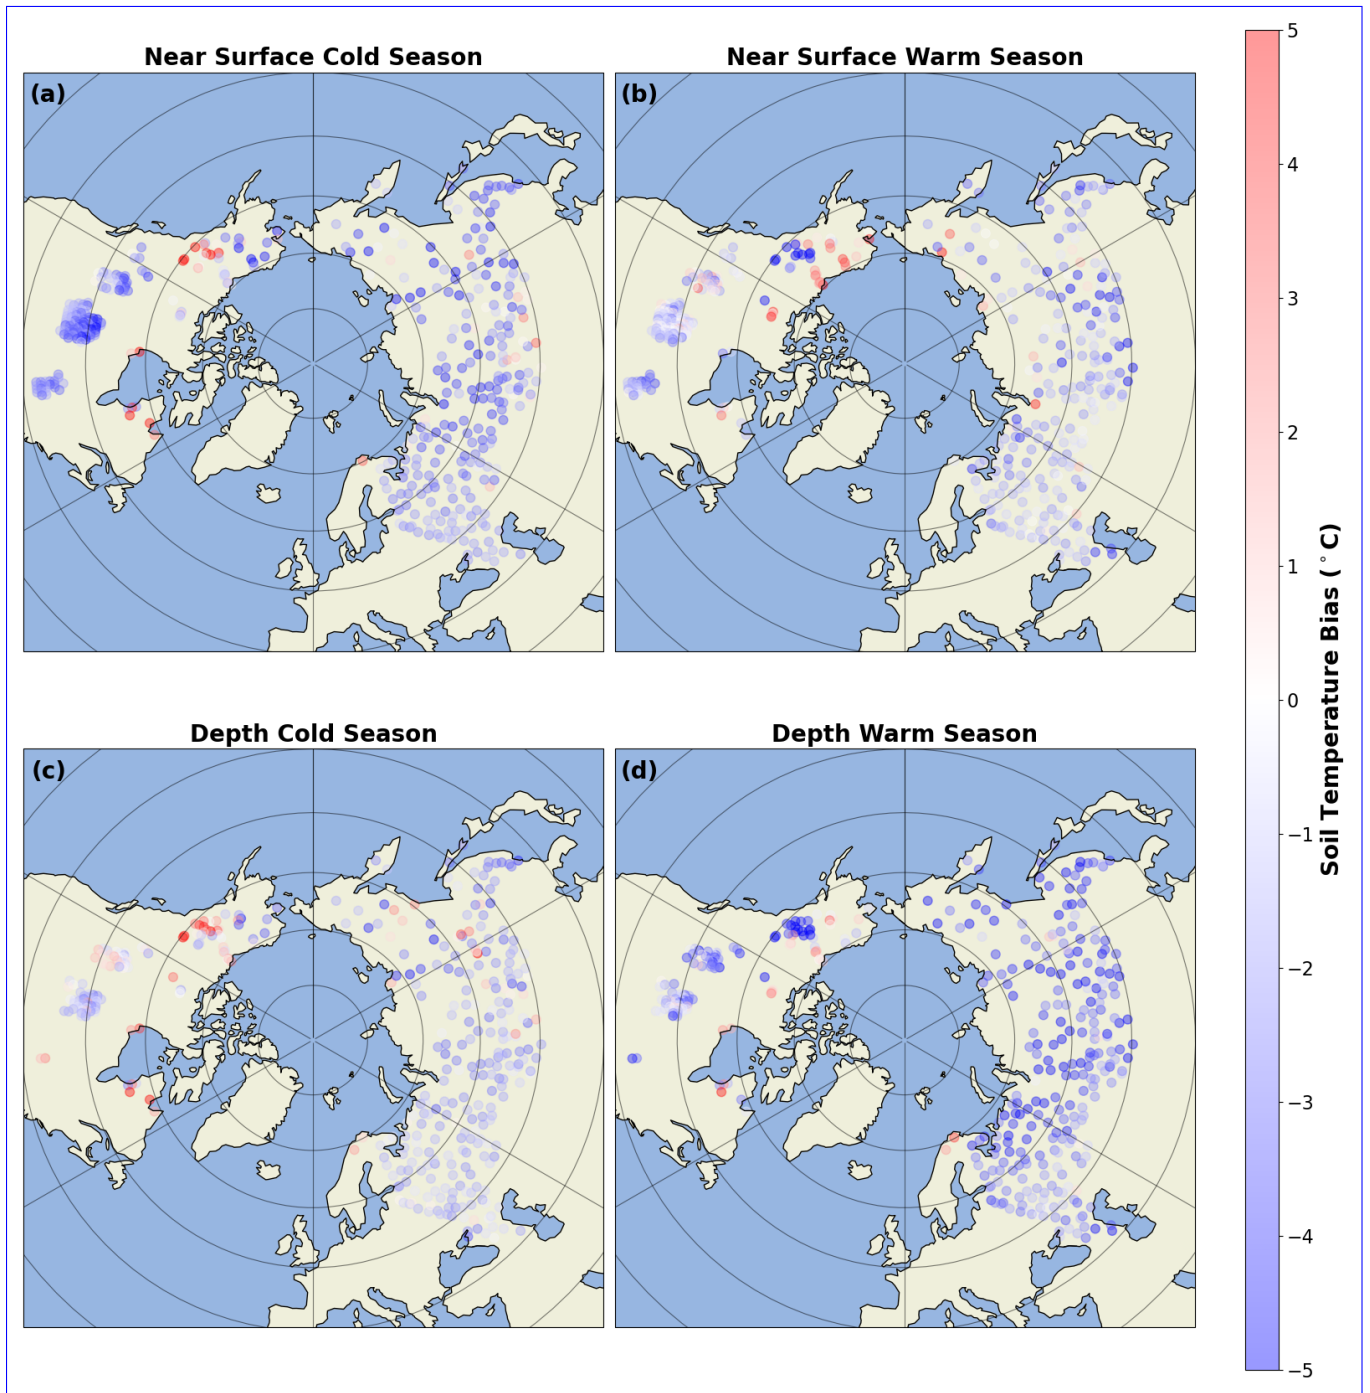 Near Surface Cold Season
Near Surface Warm Season
(a)
(b)
Depth Cold Season
Depth Warm Season
(c)
(d)
5
4
3
2
1
0
−1
−2
−3
−4
−5
Soil Temperature Bias (°C)